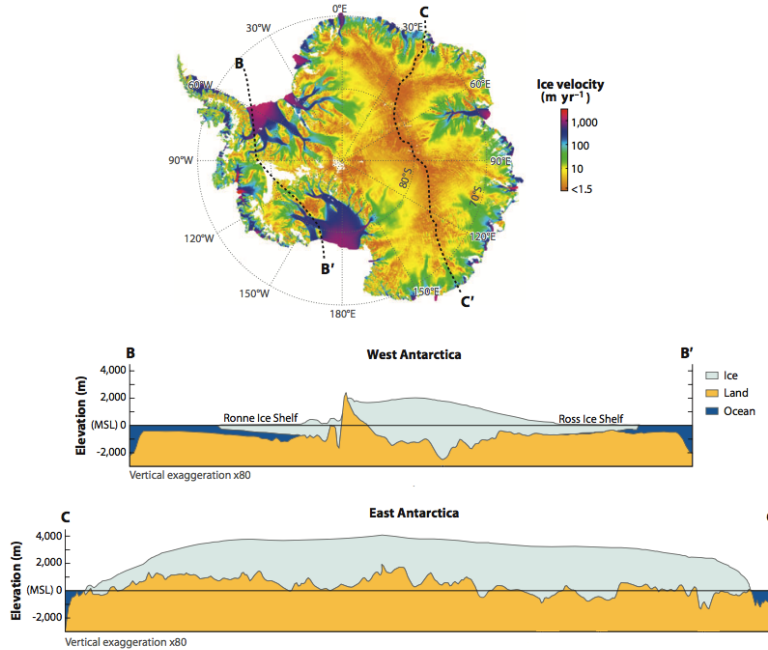 0°E
30°W
C
30°E
B
60°W
60°E
Ice velocity
(m yr⁻¹)
1,000
100
10
<1.5
90°W
90°E
80°S
70°S
120°W
120°E
B′
150°W
150°E
C′
180°E
B
West Antarctica
B′
Elevation (m)
4,000
2,000
(MSL) 0
-2,000
Ronne Ice Shelf
Ross Ice Shelf
Ice
Land
Ocean
Vertical exaggeration x80
C
East Antarctica
Elevation (m)
4,000
2,000
(MSL) 0
-2,000
Vertical exaggeration x80